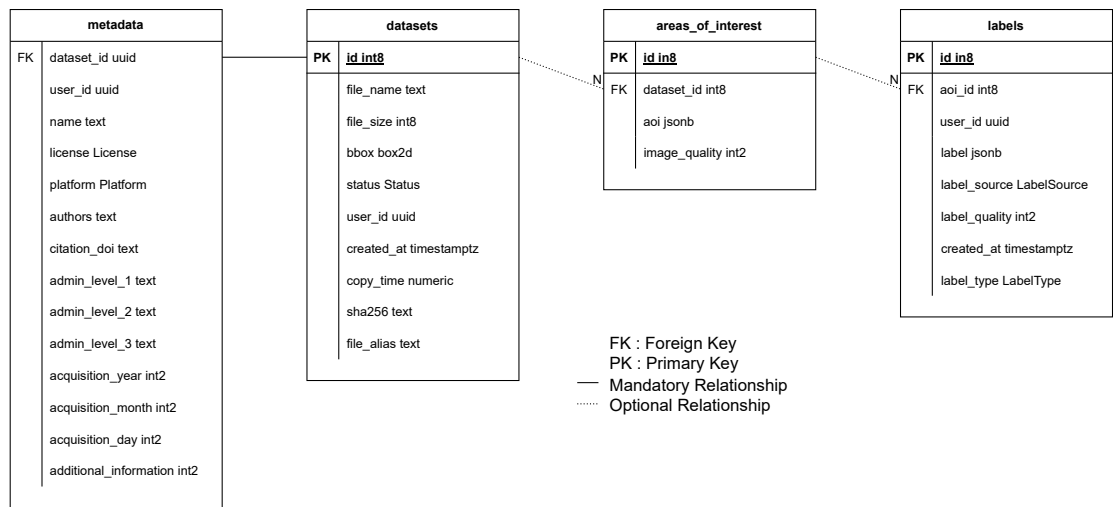 metadata
FK dataset_id uuid
user_id uuid
name text
license License
platform Platform
authors text
citation_doi text
admin_level_1 text
admin_level_2 text
admin_level_3 text
acquisition_year int2
acquisition_month int2
acquisition_day int2
additional_information int2
datasets
PK id int8
file_name text
file_size int8
bbox box2d
status Status
user_id uuid
created_at timestamptz
copy_time numeric
sha256 text
file_alias text
areas_of_interest
PK id in8
N
FK dataset_id int8
aoi jsonb
image_quality int2
labels
PK id in8
N
FK aoi_id int8
user_id uuid
label jsonb
label_source LabelSource
label_quality int2
created_at timestamptz
label_type LabelType
FK : Foreign Key
PK : Primary Key
Mandatory Relationship
Optional Relationship